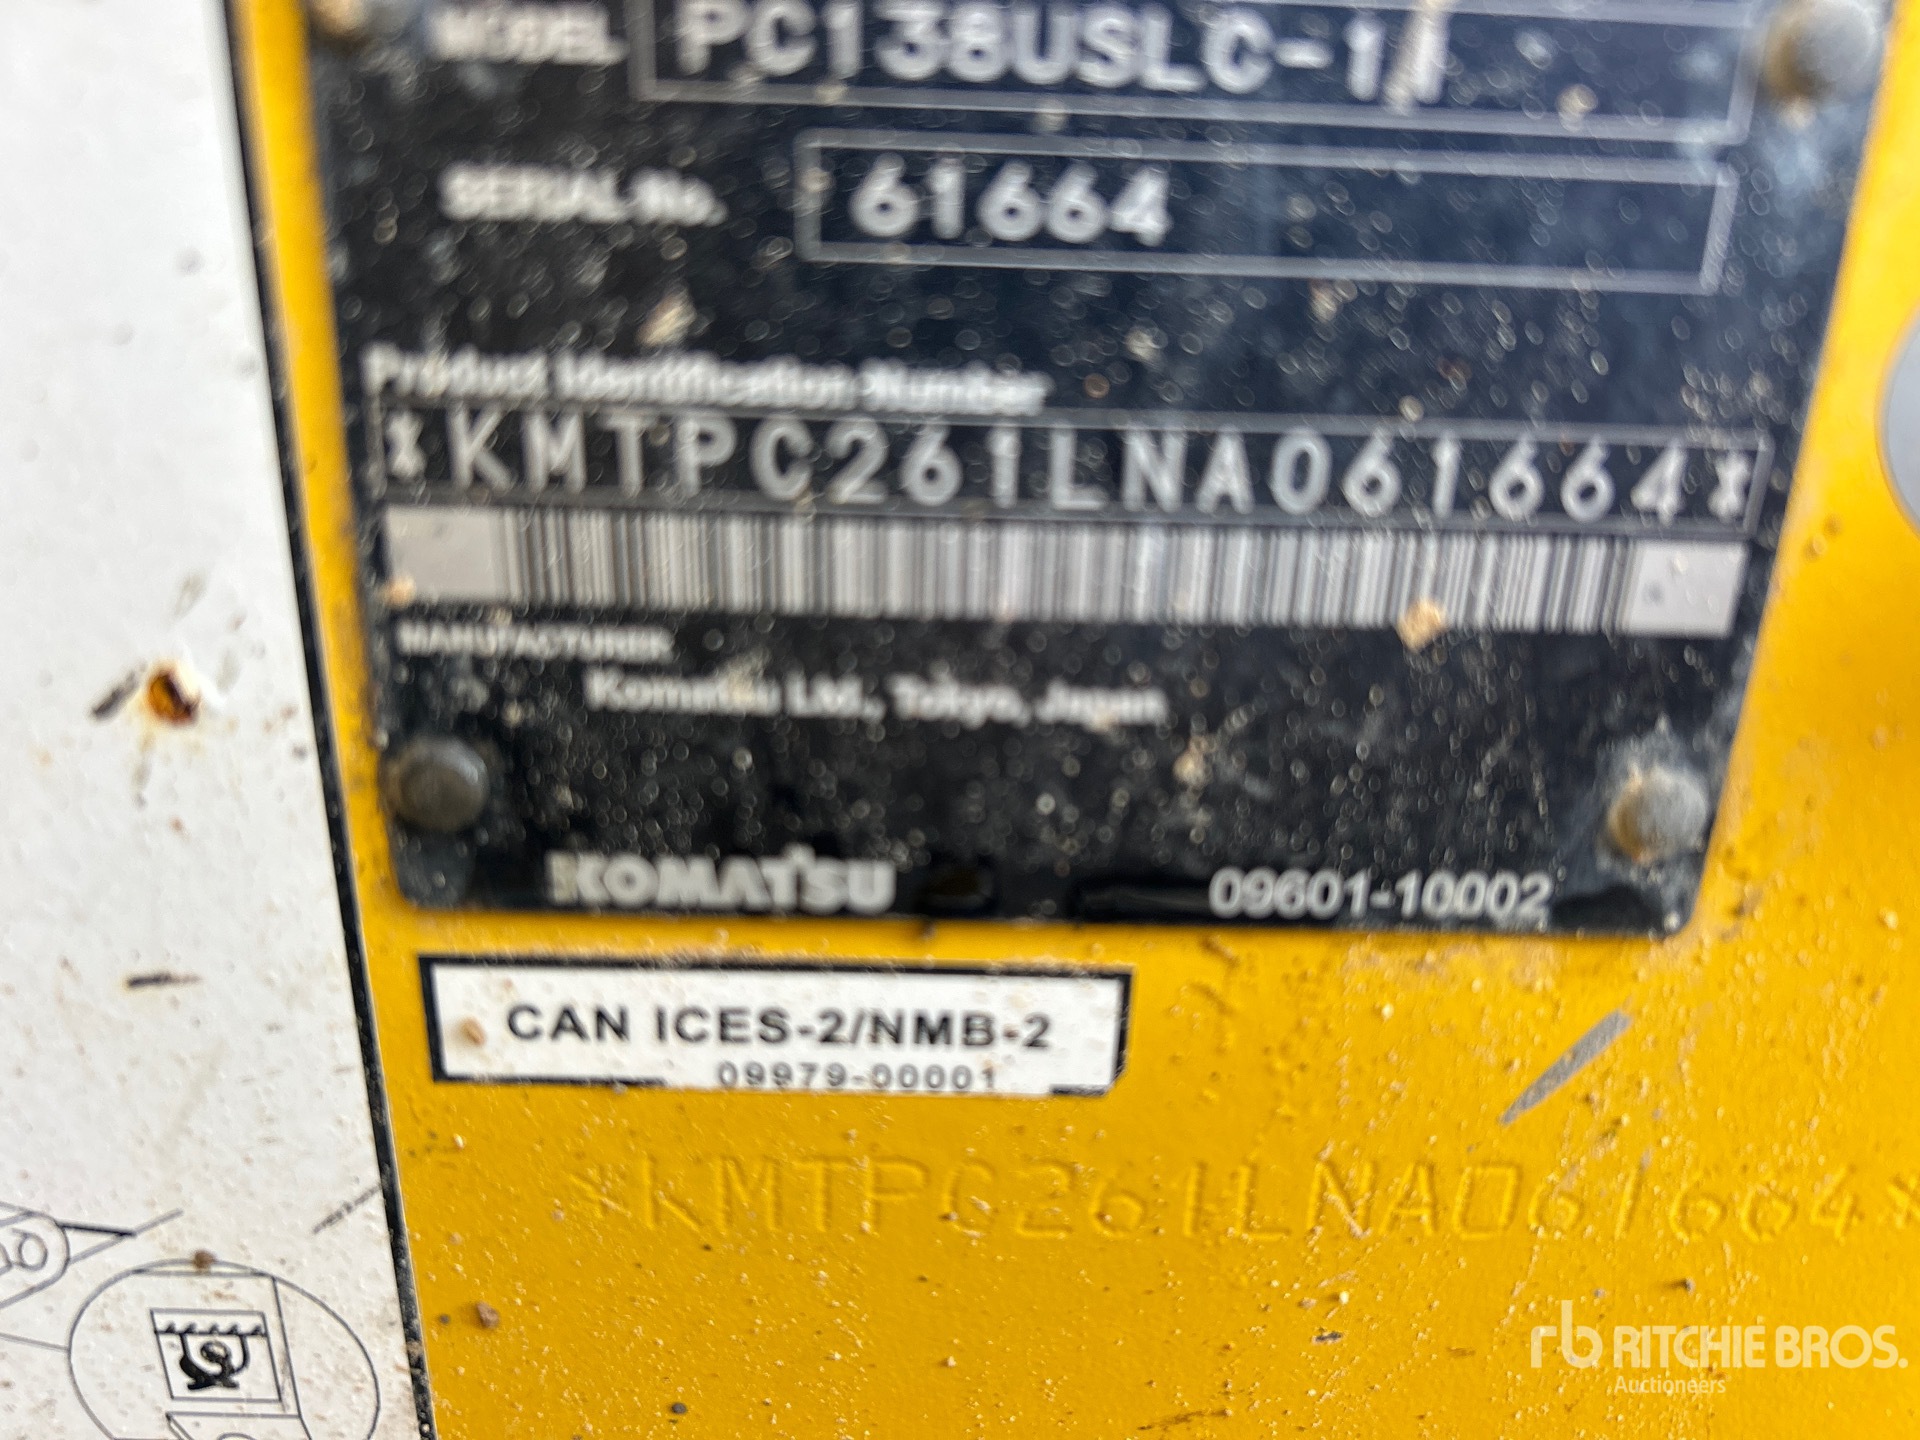 MODEL PC138USLC-11
SERIAL No. 61664
Product Identification Number
*KMTPC261LNA061664*
MANUFACTURER
Komatsu Ltd., Tokyo, Japan
KOMATSU 09601-10002
CAN ICES-2/NMB-2
09979-00001
*KMTPC261LNA061664*
rb RITCHIE BROS.
Auctioneers